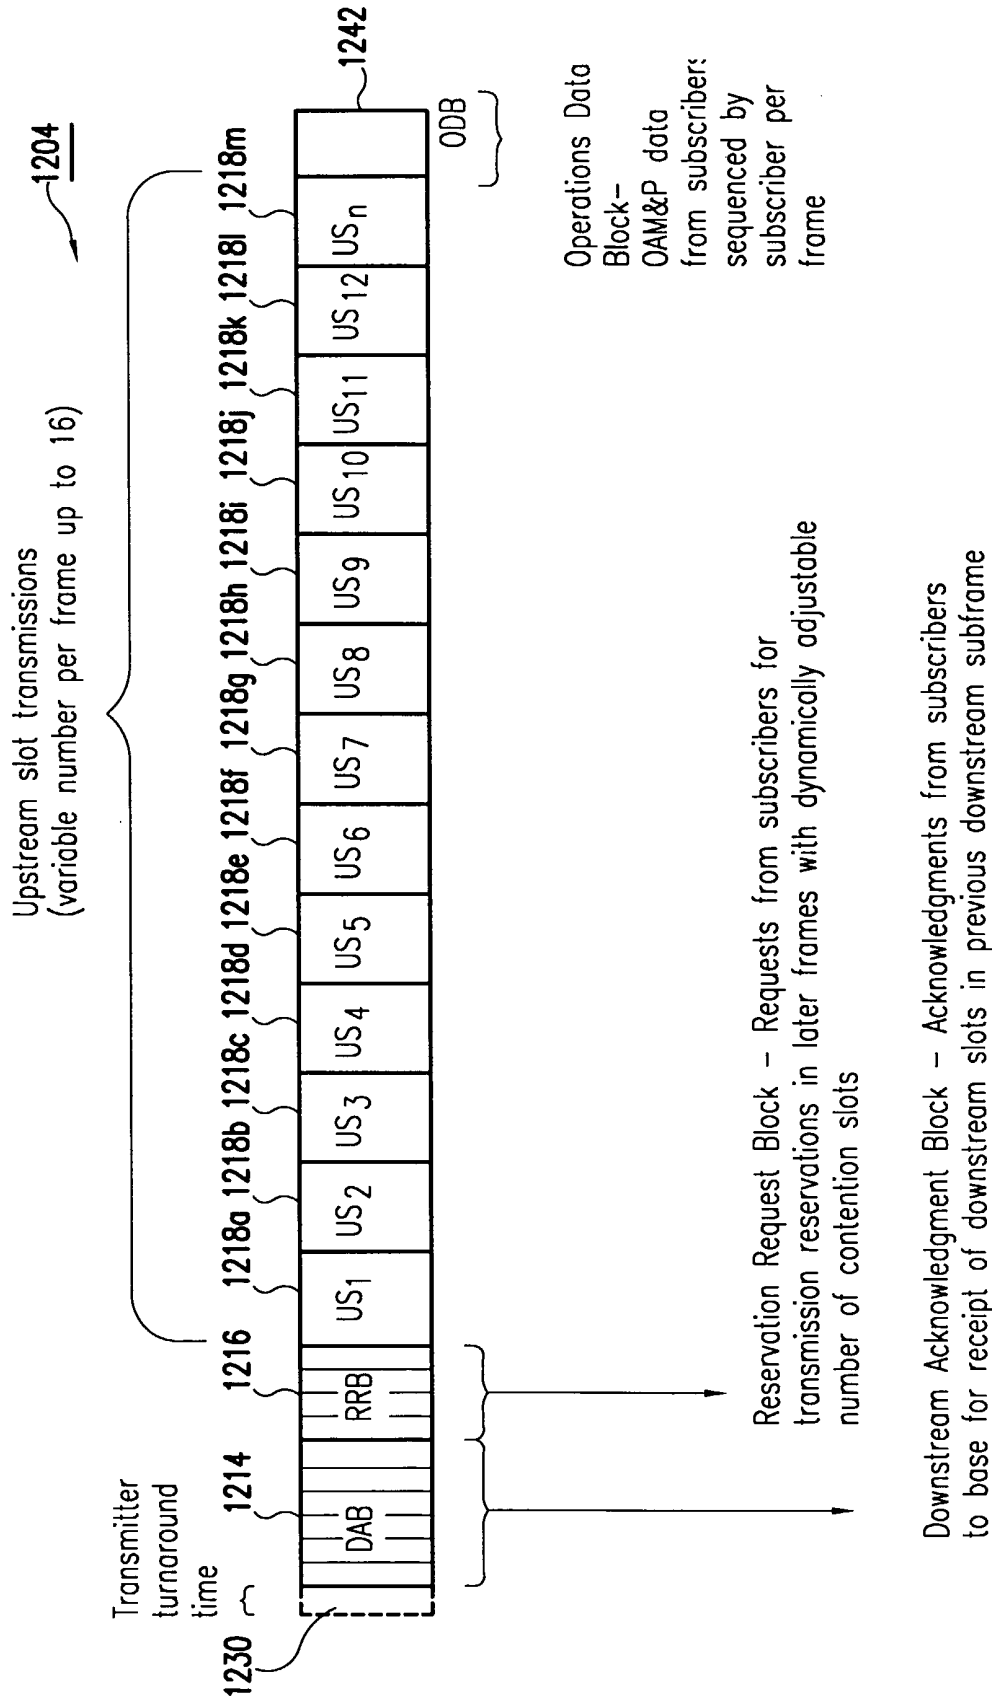 1204
Upstream slot transmissions
(variable number per frame up to 16)
Transmitter
turnaround
time
1230
1214
1216
1218a
1218b
1218c
1218d
1218e
1218f
1218g
1218h
1218i
1218j
1218k
1218l
1218m
1242
DAB
RRB
US1
US2
US3
US4
US5
US6
US7
US8
US9
US10
US11
US12
USn
ODB
Operations Data
Block-
OAM&P data
from subscribers
sequenced by
subscriber per
frame
Reservation Request Block - Requests from subscribers for
transmission reservations in later frames with dynamically adjustable
number of contention slots
Downstream Acknowledgment Block - Acknowledgments from subscribers
to base for receipt of downstream slots in previous downstream subframe